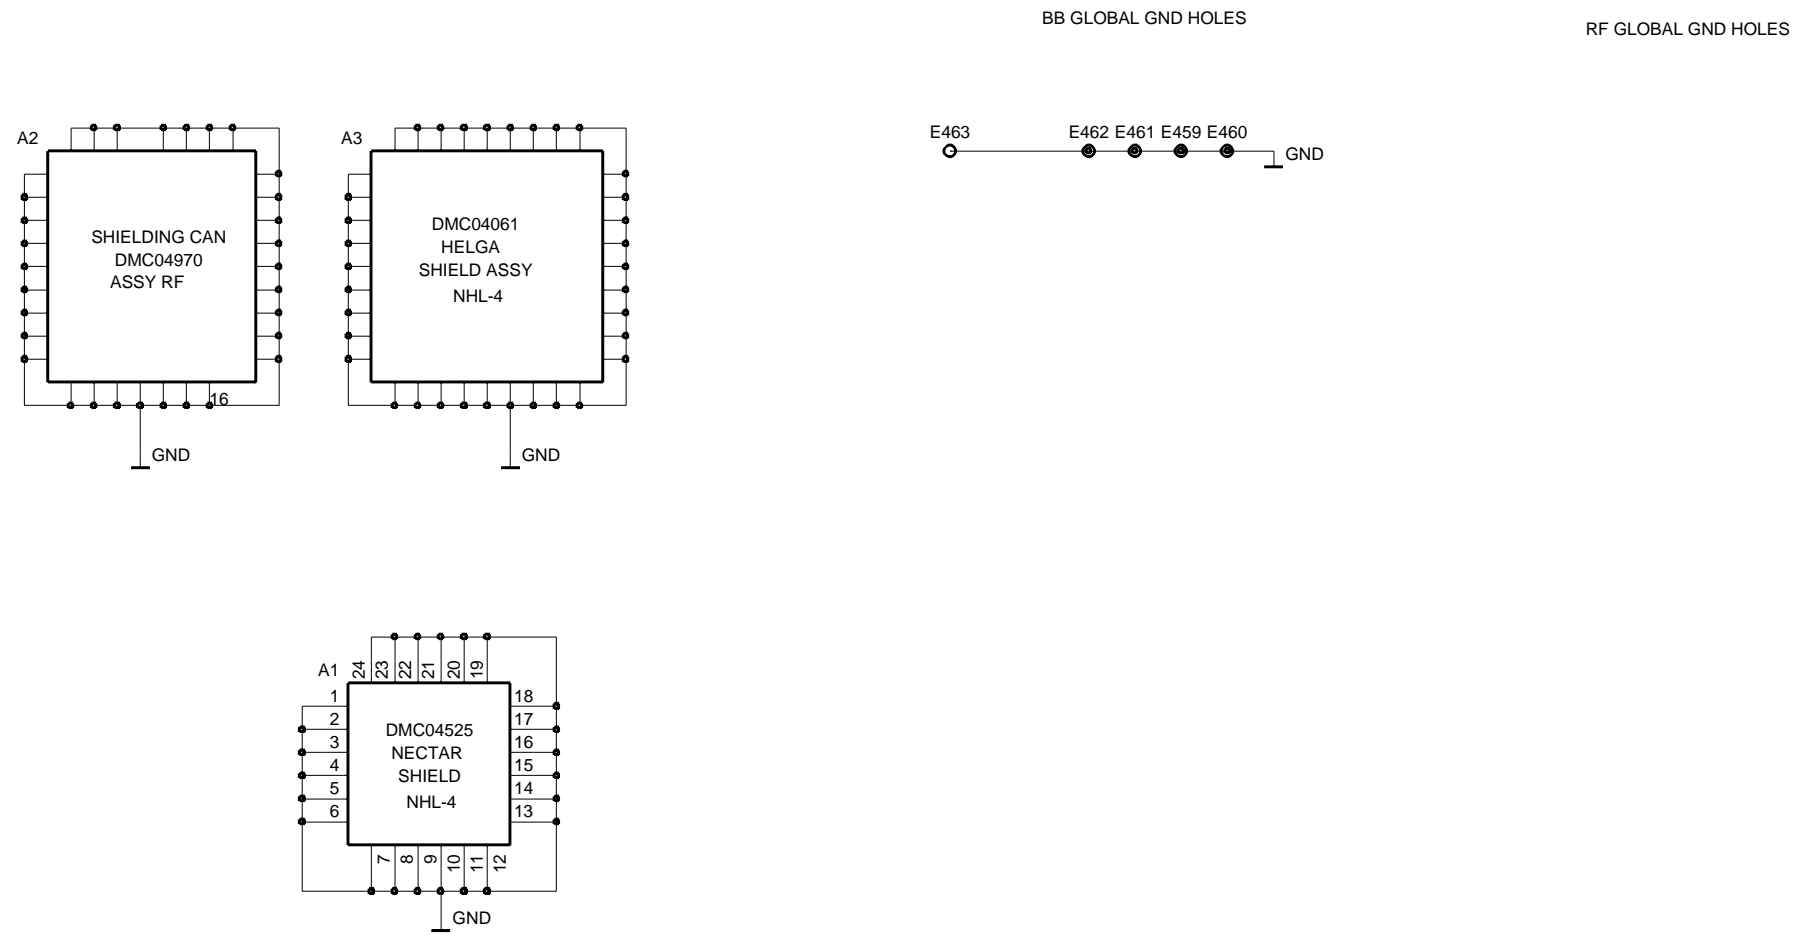 BB GLOBAL GND HOLES
RF GLOBAL GND HOLES
A2
SHIELDING CAN
DMC04970
ASSY RF
16
GND
A3
DMC04061
HELGA
SHIELD ASSY
NHL-4
GND
E463 E462 E461 E459 E460
GND
A1
24 23 22 21 20 19
1
2
3
4
5
6
DMC04525
NECTAR
SHIELD
NHL-4
18
17
16
15
14
13
7 8 9 10 11 12
GND